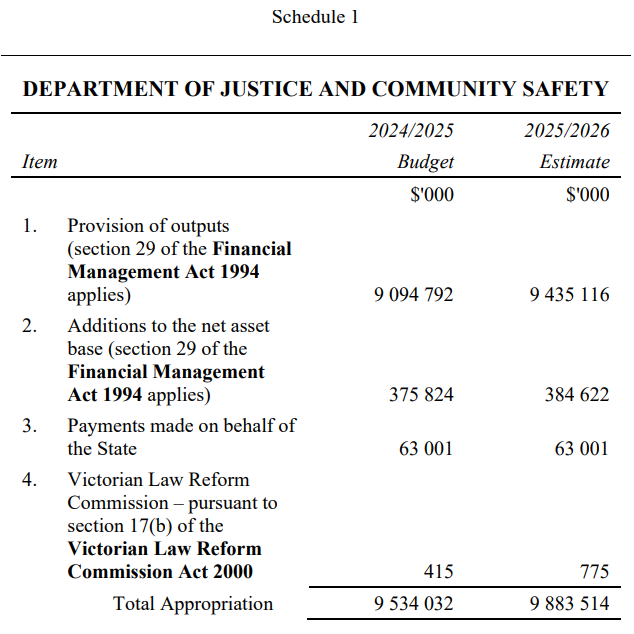 Schedule 1
DEPARTMENT OF JUSTICE AND COMMUNITY SAFETY
2024/2025 2025/2026
Item Budget Estimate
$'000 $'000
1. Provision of outputs
(section 29 of the Financial
Management Act 1994
applies) 9 094 792 9 435 116
2. Additions to the net asset
base (section 29 of the
Financial Management
Act 1994 applies) 375 824 384 622
3. Payments made on behalf of
the State 63 001 63 001
4. Victorian Law Reform
Commission – pursuant to
section 17(b) of the
Victorian Law Reform
Commission Act 2000 415 775
Total Appropriation 9 534 032 9 883 514